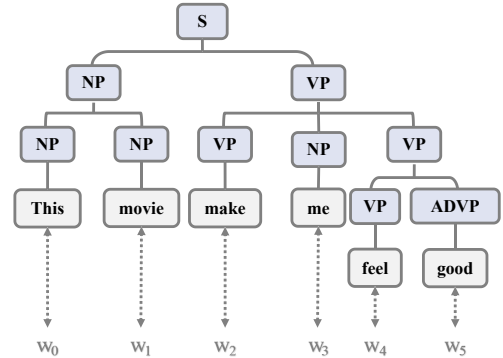 S
NP VP
NP NP VP NP VP
This movie make me VP ADVP
feel good
w0 w1 w2 w3 w4 w5